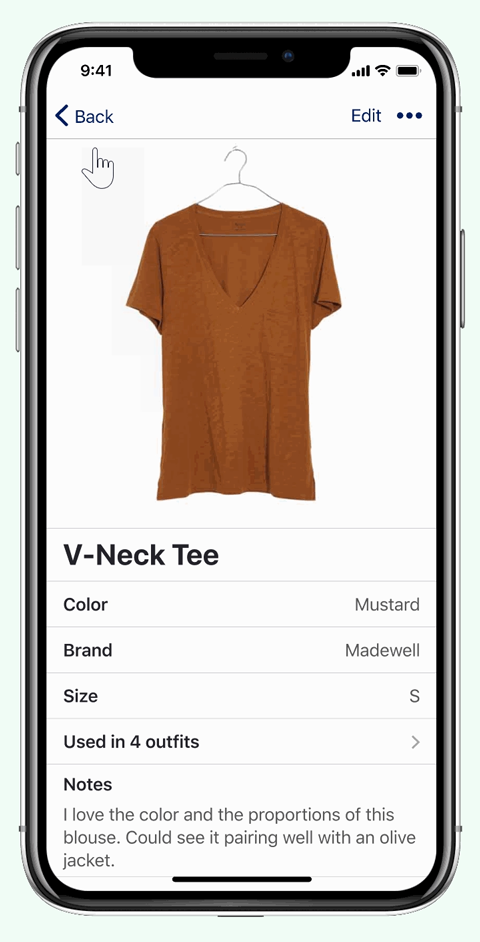 9:41
Back
Edit
V-Neck Tee
Color
Mustard
Brand
Madewell
Size
S
Used in 4 outfits
Notes
I love the color and the proportions of this
blouse. Could see it pairing well with an olive
jacket.